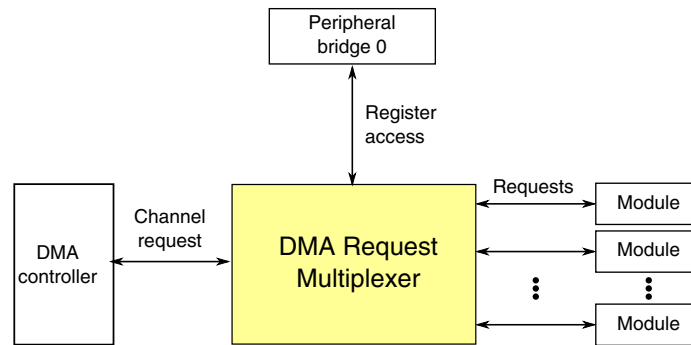 Peripheral
bridge 0
Register
access
Requests
Module
Channel
request
DMA
controller
DMA Request
Multiplexer
Module
Module